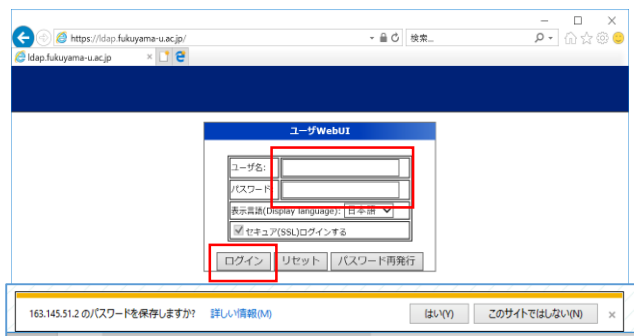 https://ldap.fukuyama-u.ac.jp/
検索...
ldap.fukuyama-u.ac.jp
ユーザWebUI
ユーザ名:
パスワード
表示言語(Display language): 日本語
セキュア(SSL)ログインする
ログイン リセット パスワード再発行
163.145.51.2 のパスワードを保存しますか? 詳しい情報(M) はい(Y) このサイトではしない(N) ×